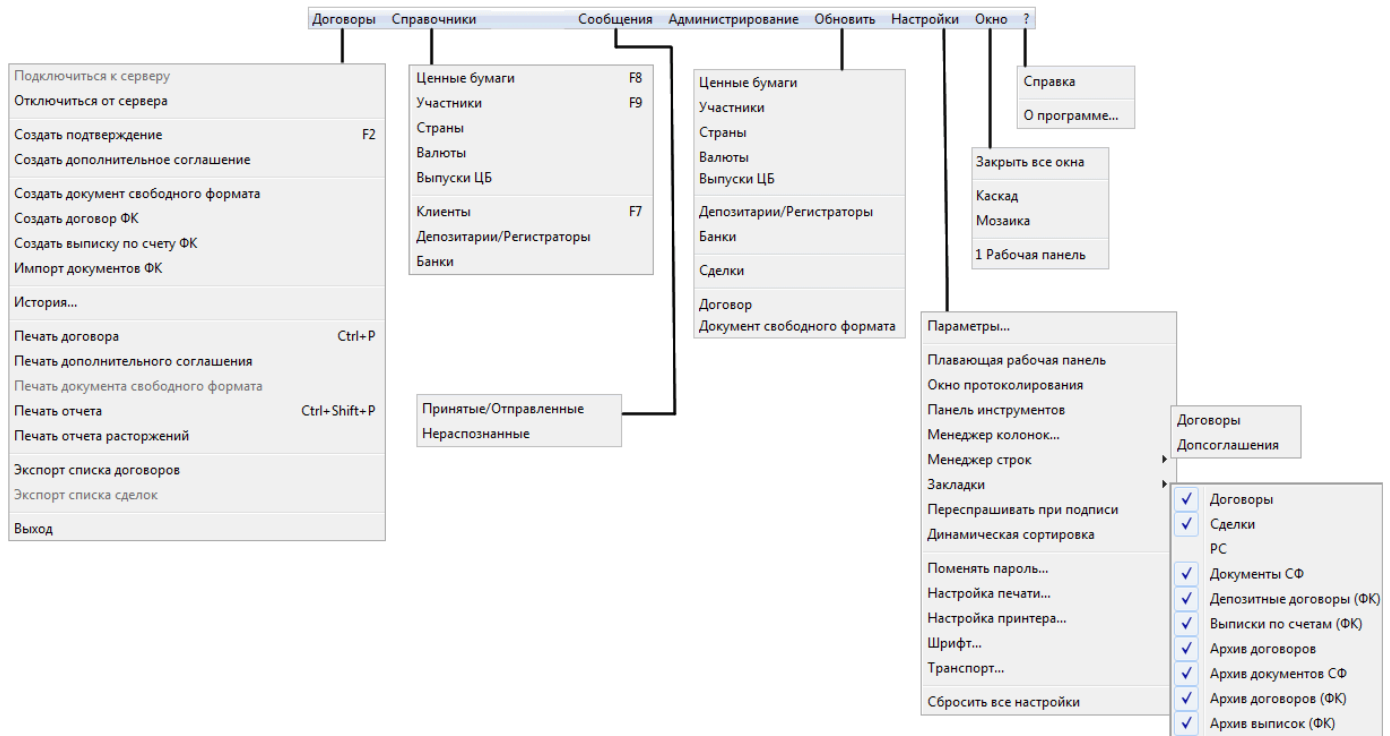 Договоры Справочники Сообщения Администрирование Обновить Настройки Окно ?
Подключиться к серверу
Отключиться от сервера
Создать подтверждение F2
Создать дополнительное соглашение
Создать документ свободного формата
Создать договор ФК
Создать выписку по счету ФК
Импорт документов ФК
История...
Печать договора Ctrl+P
Печать дополнительного соглашения
Печать документа свободного формата
Печать отчета Ctrl+Shift+P
Печать отчета расторжений
Экспорт списка договоров
Экспорт списка сделок
Выход
Ценные бумаги F8
Участники F9
Страны
Валюты
Выпуски ЦБ
Клиенты F7
Депозитарии/Регистраторы
Банки
Принятые/Отправленные
Нераспознанные
Ценные бумаги
Участники
Страны
Валюты
Выпуски ЦБ
Депозитарии/Регистраторы
Банки
Сделки
Договор
Документ свободного формата
Параметры...
Плавающая рабочая панель
Окно протоколирования
Панель инструментов
Менеджер колонок...
Менеджер строк
Закладки
Переспрашивать при подписи
Динамическая сортировка
Поменять пароль...
Настройка печати...
Настройка принтера...
Шрифт...
Транспорт...
Сбросить все настройки
Договоры
Допсоглашения
Договоры
Сделки
РС
Документы СФ
Депозитные договоры (ФК)
Выписки по счетам (ФК)
Архив договоров
Архив документов СФ
Архив договоров (ФК)
Архив выписок (ФК)
Закрыть все окна
Каскад
Мозаика
1 Рабочая панель
Справка
О программе...